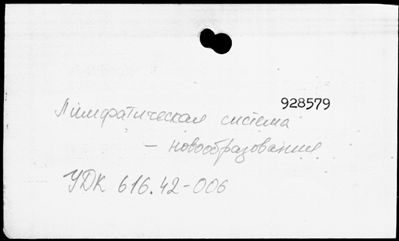 928579
Лимфатическая система
— новообразования
УДК 616.42-006